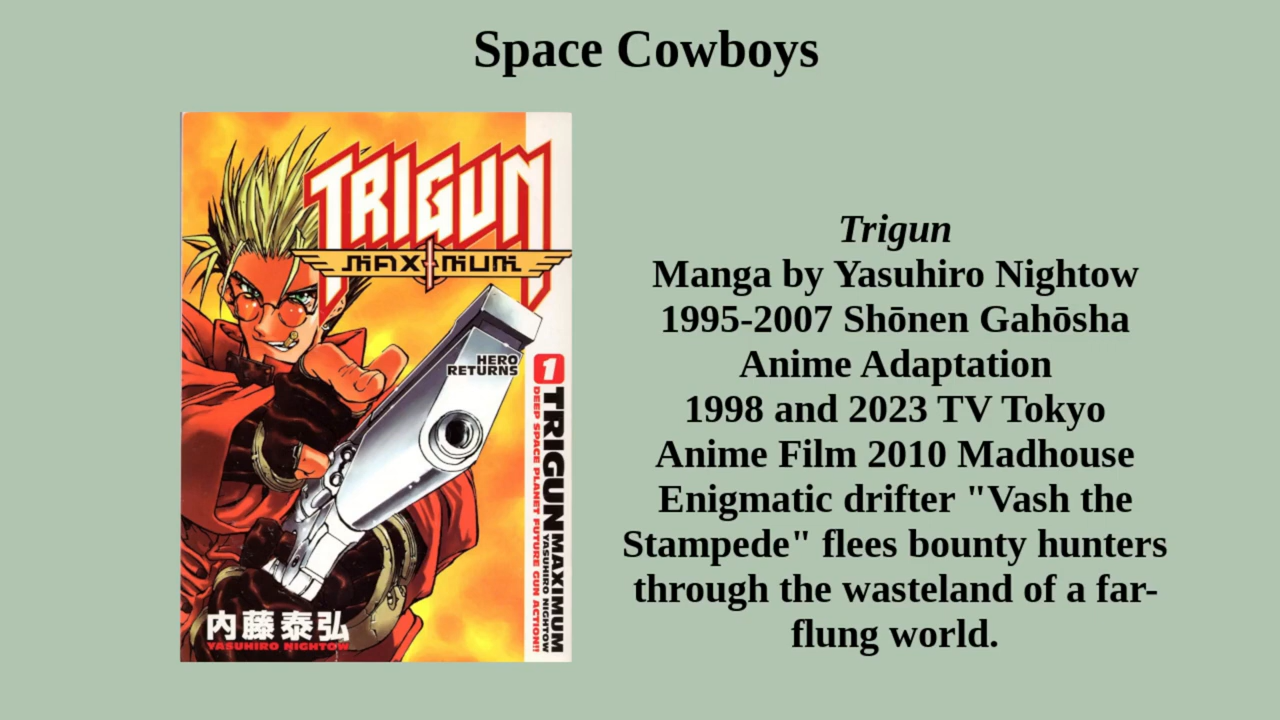 Space Cowboys
TRIGUN
MAXIMUM
HERO
RETURNS
1
TRIGUN MAXIMUM
DEEP SPACE PLANET FUTURE GUN ACTION!!
YASUHIRO NIGHTOW
内藤泰弘
YASUHIRO NIGHTOW
Trigun
Manga by Yasuhiro Nightow
1995-2007 Shōnen Gahōsha
Anime Adaptation
1998 and 2023 TV Tokyo
Anime Film 2010 Madhouse
Enigmatic drifter "Vash the
Stampede" flees bounty hunters
through the wasteland of a far-
flung world.